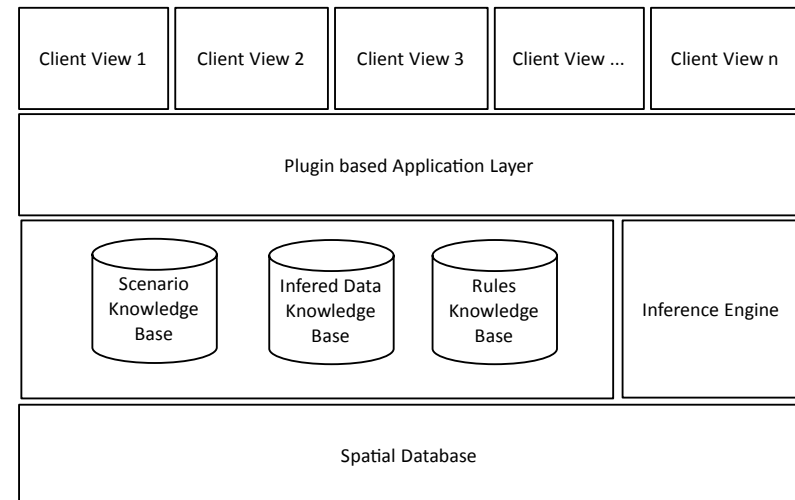 Client View 1
Client View 2
Client View 3
Client View ...
Client View n
Plugin based Application Layer
Scenario
Knowledge
Base
Infered Data
Knowledge
Base
Rules
Knowledge
Base
Inference Engine
Spatial Database